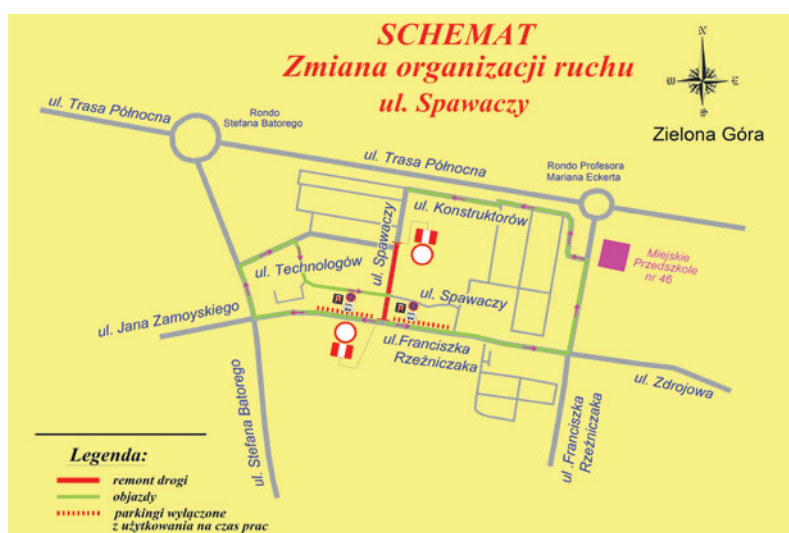 SCHEMAT
Zmiana organizacji ruchu
ul. Spawaczy
N
W
E
S
Zielona Góra
ul. Trasa Północna
Rondo
Stefana Batorego
ul. Trasa Północna
Rondo Profesora
Mariana Eckerta
ul. Konstruktorów
ul. Spawaczy
Miejskie
Przedszkole
nr 46
ul. Technologów
ul. Spawaczy
ul. Jana Zamoyskiego
ul.Franciszka
Rzeźniczaka
ul. Zdrojowa
ul. Stefana Batorego
ul .Franciszka
Rzeźniczaka
Legenda:
remont drogi
objazdy
parkingi wyłączone
z użytkowania na czas prac